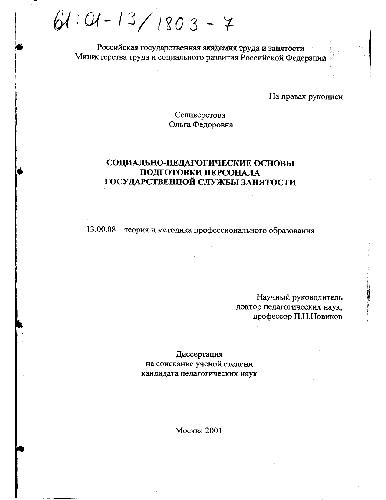 61:01-13/1803-7
Российская государственная академия труда и занятости
Министерства труда и социального развития Российской Федерации
На правах рукописи
Селиверстова
Ольга Федоровна
СОЦИАЛЬНО-ПЕДАГОГИЧЕСКИЕ ОСНОВЫ
ПОДГОТОВКИ ПЕРСОНАЛА
ГОСУДАРСТВЕННОЙ СЛУЖБЫ ЗАНЯТОСТИ
13.00.08 – теория и методика профессионального образования
Научный руководитель
доктор педагогических наук,
профессор П.Н.Новиков
Диссертация
на соискание ученой степени
кандидата педагогических наук
Москва 2001